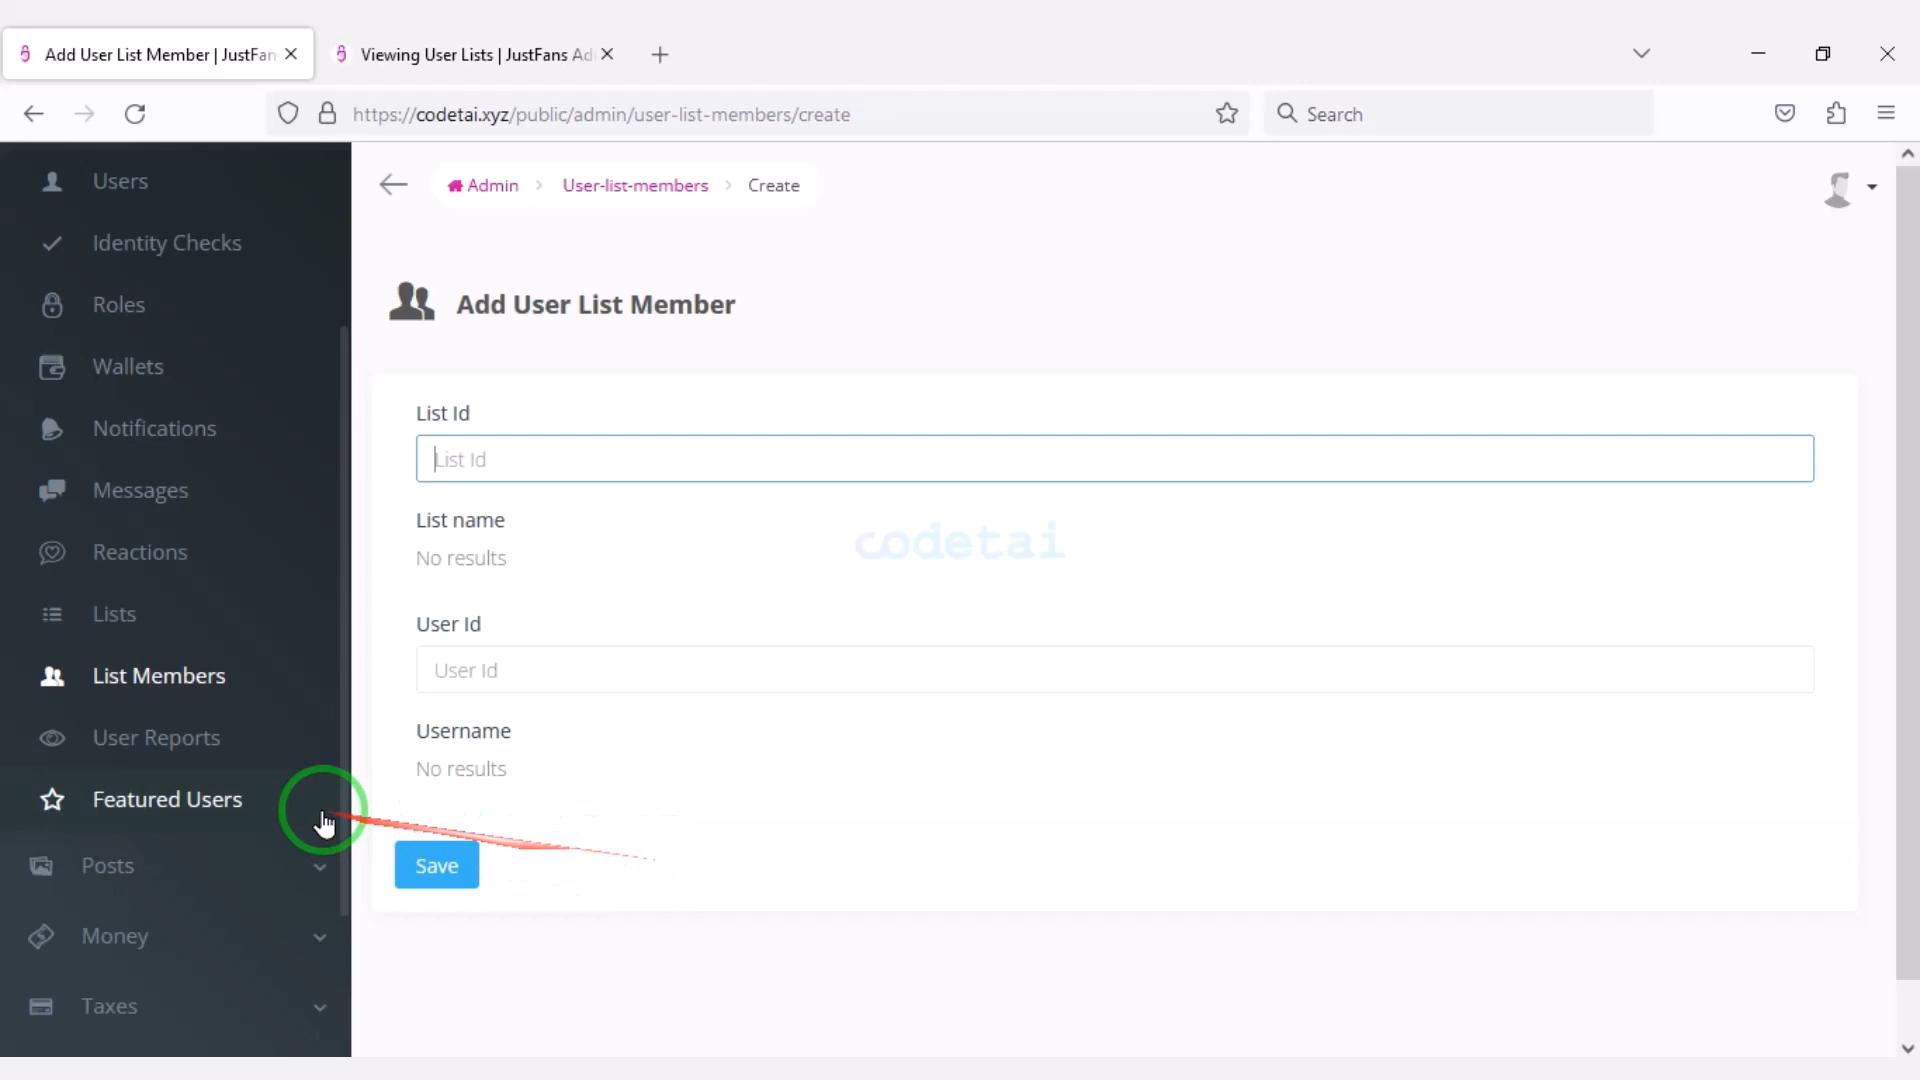 Add User List Member | JustFan
Viewing User Lists | JustFans Ad
https://codetai.xyz/public/admin/user-list-members/create
Search
Users
Identity Checks
Roles
Wallets
Notifications
Messages
Reactions
Lists
List Members
User Reports
Featured Users
Posts
Money
Taxes
Admin > User-list-members > Create
Add User List Member
List Id
List Id
List name
No results
codetai
User Id
User Id
Username
No results
Save